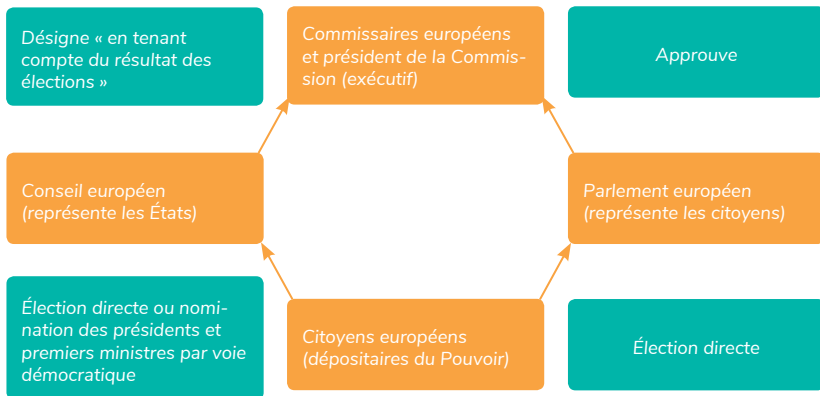 Désigne « en tenant
compte du résultat des
élections »
Commissaires européens
et président de la Commis-
sion (exécutif)
Approuve
Conseil européen
(représente les États)
Parlement européen
(représente les citoyens)
Élection directe ou nomi-
nation des présidents et
premiers ministres par voie
démocratique
Citoyens européens
(dépositaires du Pouvoir)
Élection directe